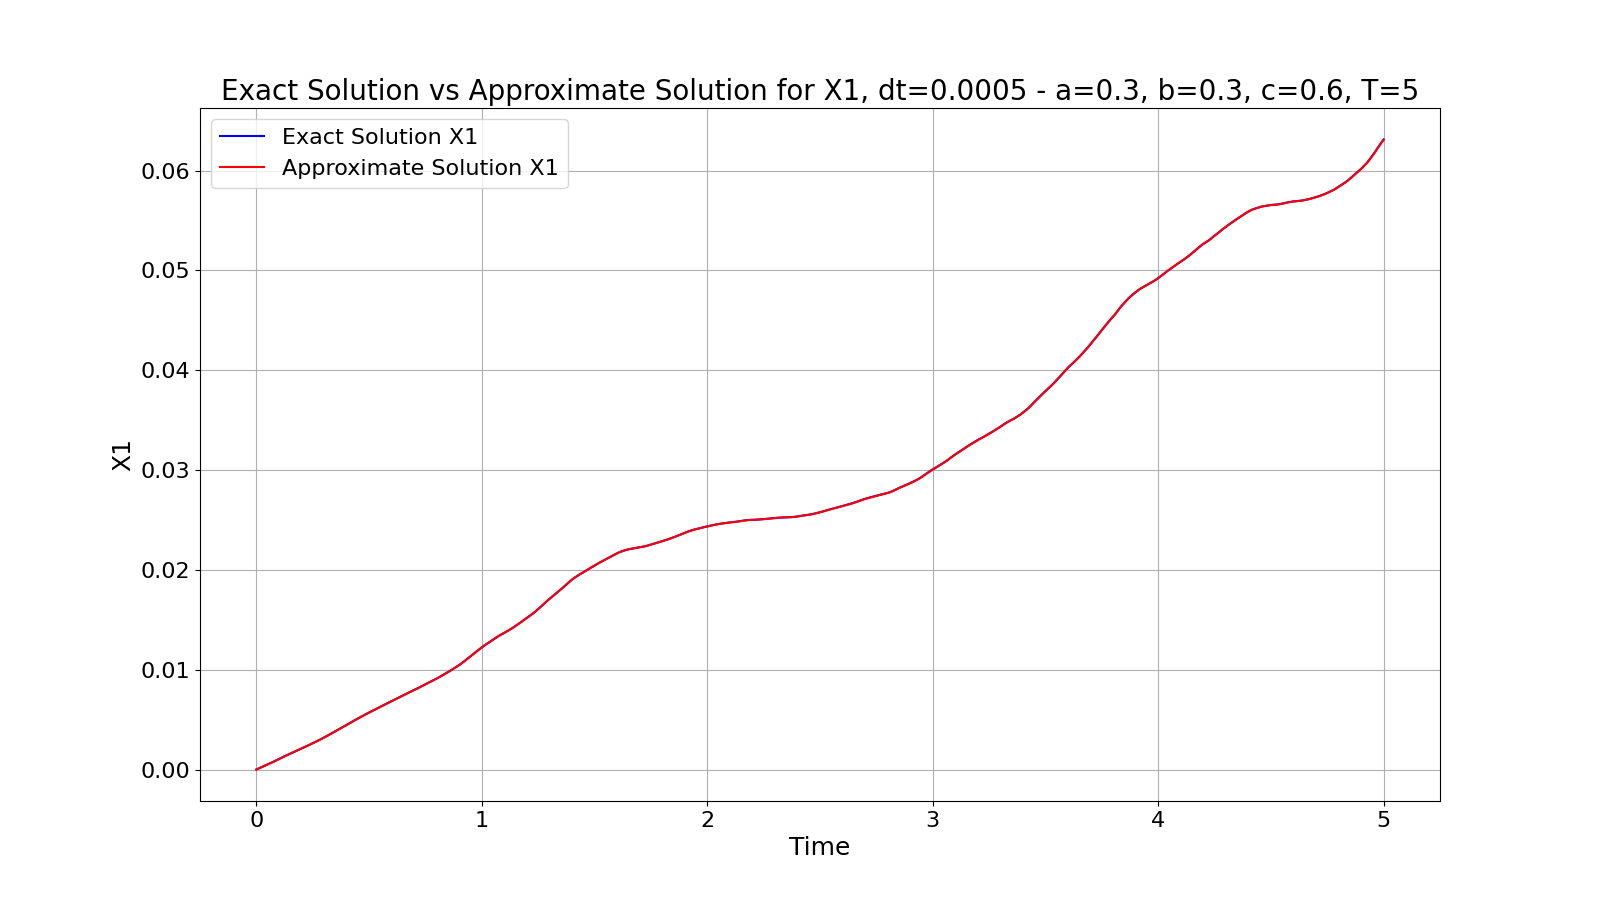 Exact Solution vs Approximate Solution for X1, dt=0.0005 - a=0.3, b=0.3, c=0.6, T=5
Exact Solution X1
Approximate Solution X1
0.06
0.05
0.04
0.03
0.02
0.01
0.00
X1
0 1 2 3 4 5
Time